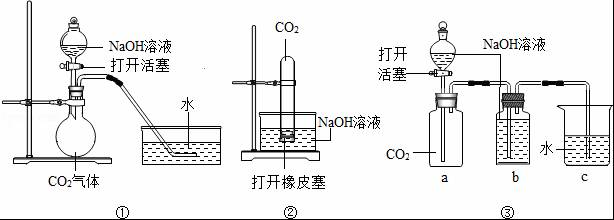 NaOH溶液
打开活塞
水
CO₂气体
①
CO₂
NaOH溶液
打开橡皮塞
②
打开
活塞
NaOH溶液
CO₂
水
a
b
c
③